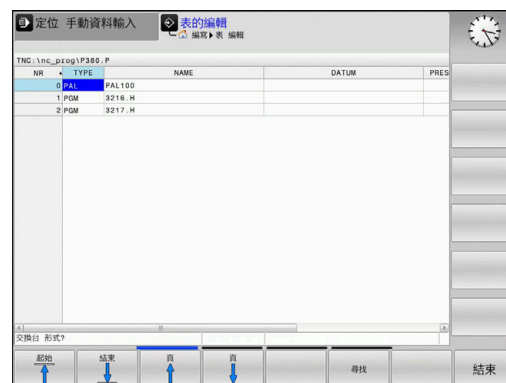 定位 手動資料輸入
表的編輯
編寫▸表 編輯
TNC:\nc_prog\P380.P
NR TYPE NAME DATUM PRES
0 PAL PAL100
1 PGM 3216.H
2 PGM 3217.H
交換台 形式?
起始 結束 頁 頁 尋找 結束